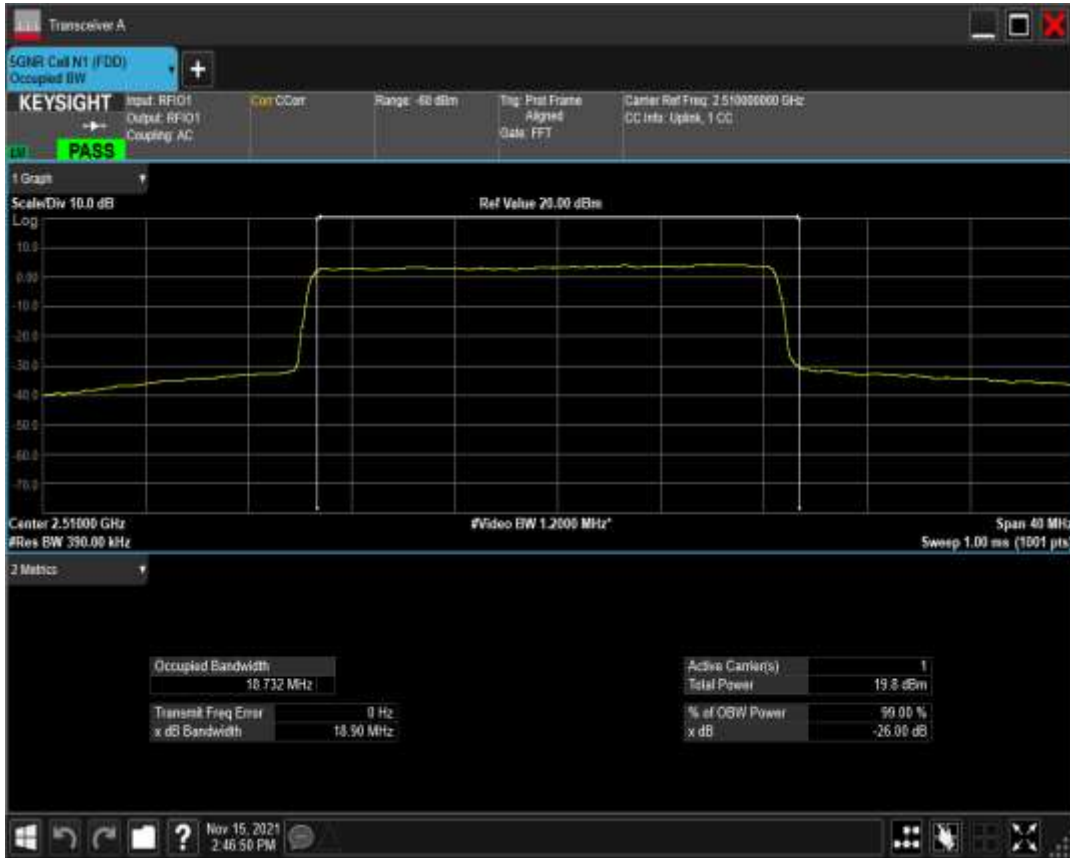 Transceiver A
5GNR Cell N1 (FDD)
Occupied BW
+
KEYSIGHT
Input: RFIO1
Output: RFIO1
Coupling: AC
Corr CCorr
Range: -60 dBm
Trig: Prot Frame
Aligned
Gate: FFT
Carrier Ref Freq: 2.510000000 GHz
CC Info: Uplink, 1 CC
PASS
1 Graph
Scale/Div 10.0 dB
Ref Value 20.00 dBm
Log
10.0
0.00
-10.0
-20.0
-30.0
-40.0
-50.0
-60.0
-70.0
Center 2.51000 GHz
#Video BW 1.2000 MHz*
Span 40 MHz
#Res BW 390.00 kHz
Sweep 1.00 ms (1001 pts)
2 Metrics
Occupied Bandwidth
18.732 MHz
Transmit Freq Error 0 Hz
x dB Bandwidth 18.90 MHz
Active Carrier(s) 1
Total Power 19.8 dBm
% of OBW Power 99.00 %
x dB -26.00 dB
?
Nov 15, 2021
2:46:50 PM